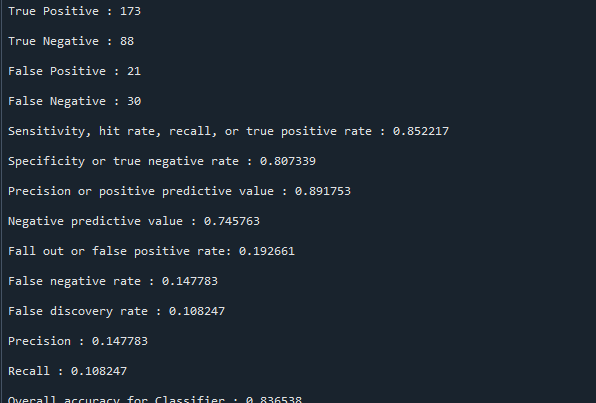 True Positive : 173
True Negative : 88
False Positive : 21
False Negative : 30
Sensitivity, hit rate, recall, or true positive rate : 0.852217
Specificity or true negative rate : 0.807339
Precision or positive predictive value : 0.891753
Negative predictive value : 0.745763
Fall out or false positive rate: 0.192661
False negative rate : 0.147783
False discovery rate : 0.108247
Precision : 0.147783
Recall : 0.108247
Overall accuracy for Classifier : 0.836538